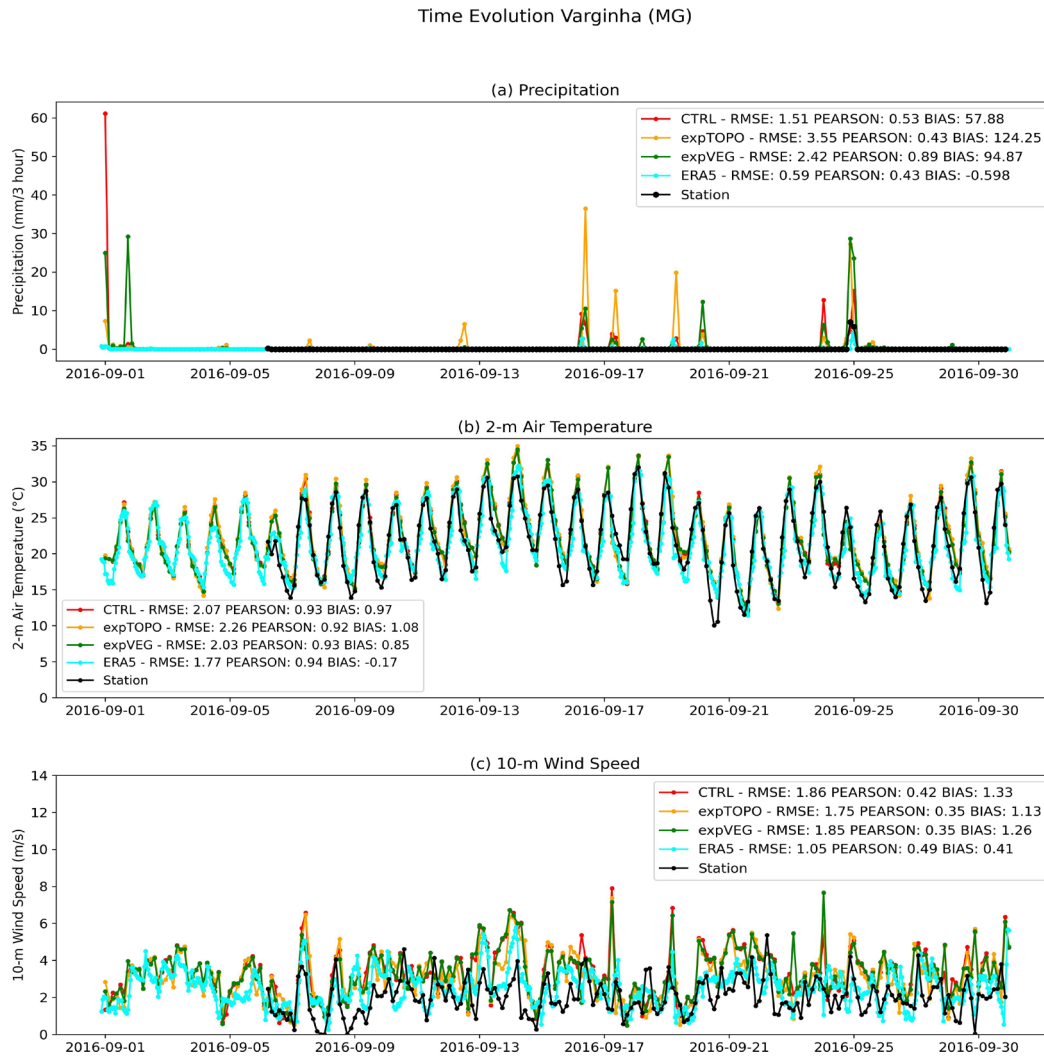 Time Evolution Varginha (MG)
(a) Precipitation
Precipitation (mm/3 hour)
60
50
40
30
20
10
0
CTRL - RMSE: 1.51 PEARSON: 0.53 BIAS: 57.88
expTOPO - RMSE: 3.55 PEARSON: 0.43 BIAS: 124.25
expVEG - RMSE: 2.42 PEARSON: 0.89 BIAS: 94.87
ERA5 - RMSE: 0.59 PEARSON: 0.43 BIAS: -0.598
Station
2016-09-01 2016-09-05 2016-09-09 2016-09-13 2016-09-17 2016-09-21 2016-09-25 2016-09-30
(b) 2-m Air Temperature
2-m Air Temperature (°C)
35
30
25
20
15
10
5
0
CTRL - RMSE: 2.07 PEARSON: 0.93 BIAS: 0.97
expTOPO - RMSE: 2.26 PEARSON: 0.92 BIAS: 1.08
expVEG - RMSE: 2.03 PEARSON: 0.93 BIAS: 0.85
ERA5 - RMSE: 1.77 PEARSON: 0.94 BIAS: -0.17
Station
2016-09-01 2016-09-05 2016-09-09 2016-09-13 2016-09-17 2016-09-21 2016-09-25 2016-09-30
(c) 10-m Wind Speed
10-m Wind Speed (m/s)
14
12
10
8
6
4
2
0
CTRL - RMSE: 1.86 PEARSON: 0.42 BIAS: 1.33
expTOPO - RMSE: 1.75 PEARSON: 0.35 BIAS: 1.13
expVEG - RMSE: 1.85 PEARSON: 0.35 BIAS: 1.26
ERA5 - RMSE: 1.05 PEARSON: 0.49 BIAS: 0.41
Station
2016-09-01 2016-09-05 2016-09-09 2016-09-13 2016-09-17 2016-09-21 2016-09-25 2016-09-30